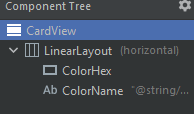 Component Tree
CardView
LinearLayout (horizontal)
ColorHex
Ab ColorName "@string/...